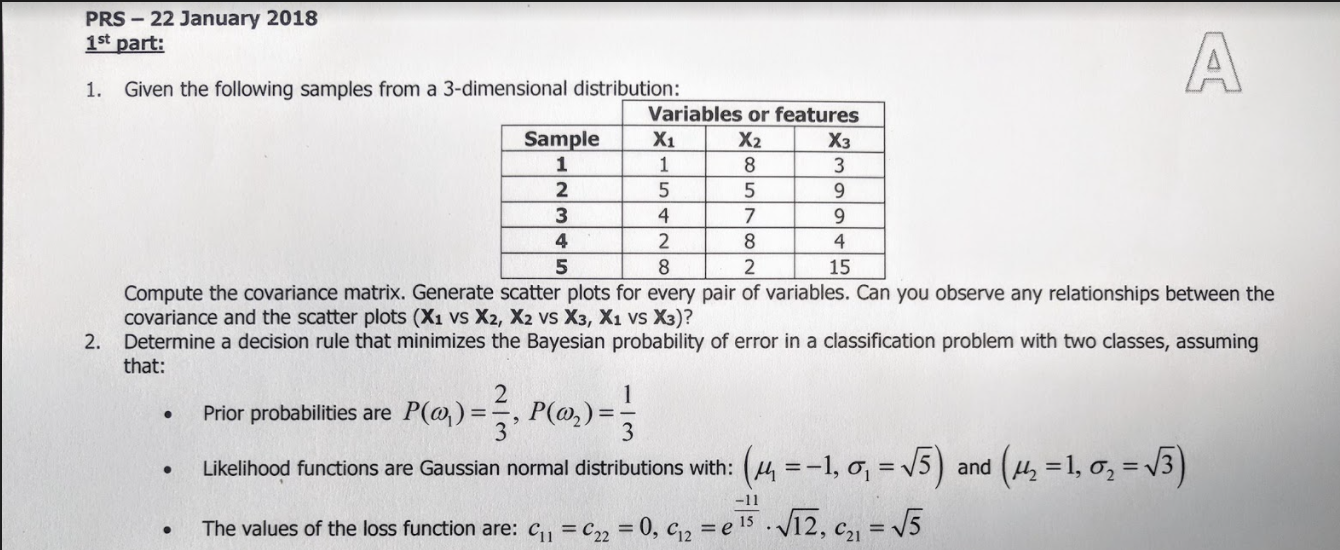 PRS – 22 January 2018
1st part:
A
1. Given the following samples from a 3-dimensional distribution:
Variables or features
Sample X1 X2 X3
1 1 8 3
2 5 5 9
3 4 7 9
4 2 8 4
5 8 2 15
Compute the covariance matrix. Generate scatter plots for every pair of variables. Can you observe any relationships between the
covariance and the scatter plots (X1 vs X2, X2 vs X3, X1 vs X3)?
2. Determine a decision rule that minimizes the Bayesian probability of error in a classification problem with two classes, assuming
that:
• Prior probabilities are P(ω₁) = 2/3, P(ω₂) = 1/3
• Likelihood functions are Gaussian normal distributions with: (μ₁ = −1, σ₁ = √5) and (μ₂ = 1, σ₂ = √3)
• The values of the loss function are: c₁₁ = c₂₂ = 0, c₁₂ = e^(−11/15) · √12, c₂₁ = √5